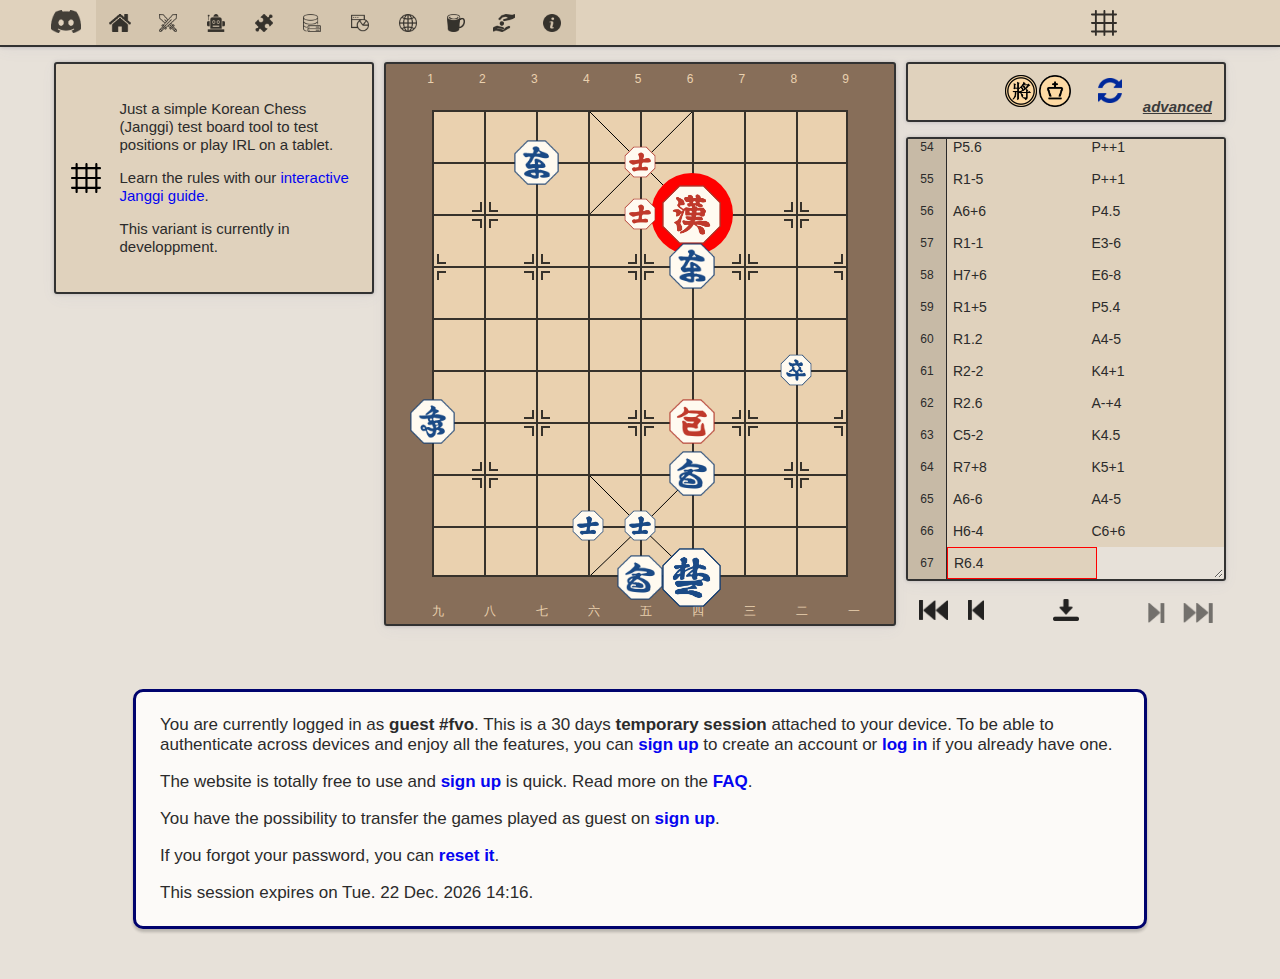 Just a simple Korean Chess
(Janggi) test board tool to test
positions or play IRL on a tablet.
Learn the rules with our interactive
Janggi guide.
This variant is currently in
developpment.
1 2 3 4 5 6 7 8 9
士
士
漢
卒
包
士 士
楚
九 八 七 六 五 四 三 二 一
將
advanced
54 P5.6 P++1
55 R1-5 P++1
56 A6+6 P4.5
57 R1-1 E3-6
58 H7+6 E6-8
59 R1+5 P5.4
60 R1.2 A4-5
61 R2-2 K4+1
62 R2.6 A-+4
63 C5-2 K4.5
64 R7+8 K5+1
65 A6-6 A4-5
66 H6-4 C6+6
67 R6.4
You are currently logged in as guest #fvo. This is a 30 days temporary session attached to your device. To be able to
authenticate across devices and enjoy all the features, you can sign up to create an account or log in if you already have one.
The website is totally free to use and sign up is quick. Read more on the FAQ.
You have the possibility to transfer the games played as guest on sign up.
If you forgot your password, you can reset it.
This session expires on Tue. 22 Dec. 2026 14:16.